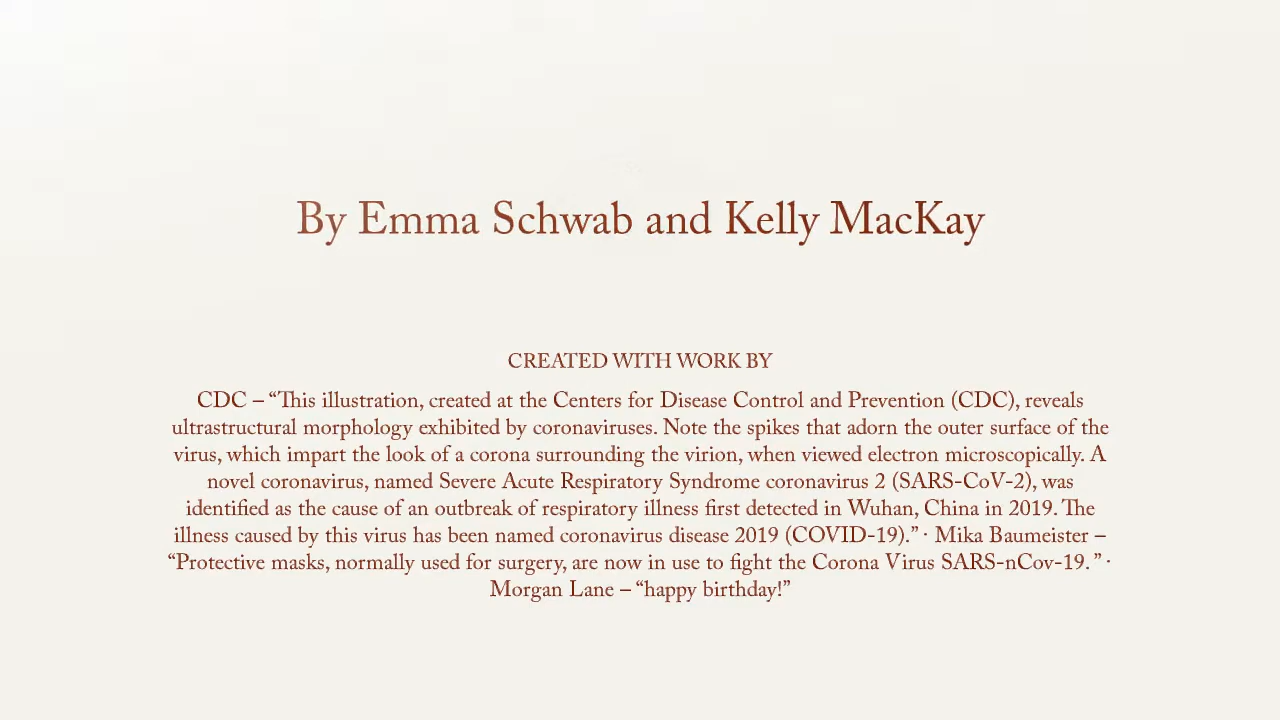 By Emma Schwab and Kelly MacKay
CREATED WITH WORK BY
CDC – “This illustration, created at the Centers for Disease Control and Prevention (CDC), reveals
ultrastructural morphology exhibited by coronaviruses. Note the spikes that adorn the outer surface of the
virus, which impart the look of a corona surrounding the virion, when viewed electron microscopically. A
novel coronavirus, named Severe Acute Respiratory Syndrome coronavirus 2 (SARS-CoV-2), was
identified as the cause of an outbreak of respiratory illness first detected in Wuhan, China in 2019. The
illness caused by this virus has been named coronavirus disease 2019 (COVID-19).” · Mika Baumeister –
“Protective masks, normally used for surgery, are now in use to fight the Corona Virus SARS-nCov-19. ” ·
Morgan Lane – “happy birthday!”